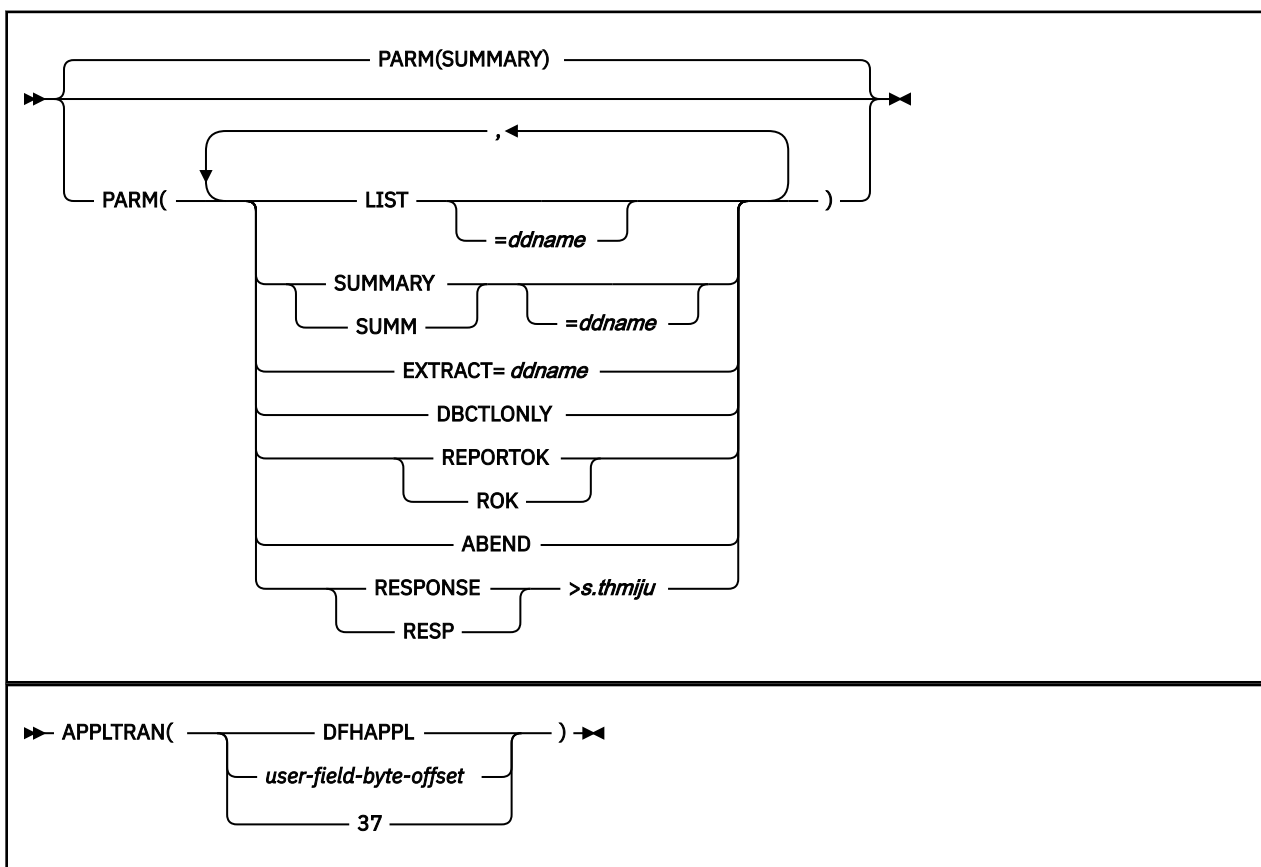 PARM(SUMMARY)
,
PARM( LIST )
=ddname
SUMMARY
SUMM =ddname
EXTRACT= ddname
DBCTLONLY
REPORTOK
ROK
ABEND
RESPONSE >s.thmiju
RESP
APPLTRAN( DFHAPPL )
user-field-byte-offset
37